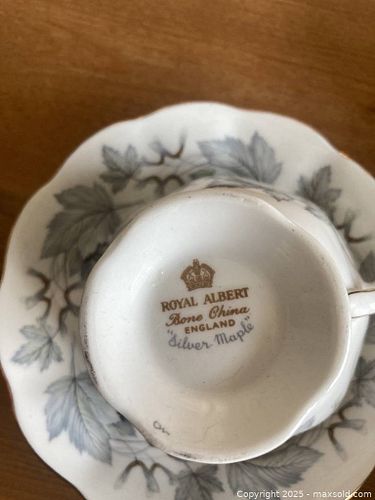 ROYAL ALBERT
Bone China
ENGLAND
"Silver Maple"
Copyright © 2025 - maxsold.com